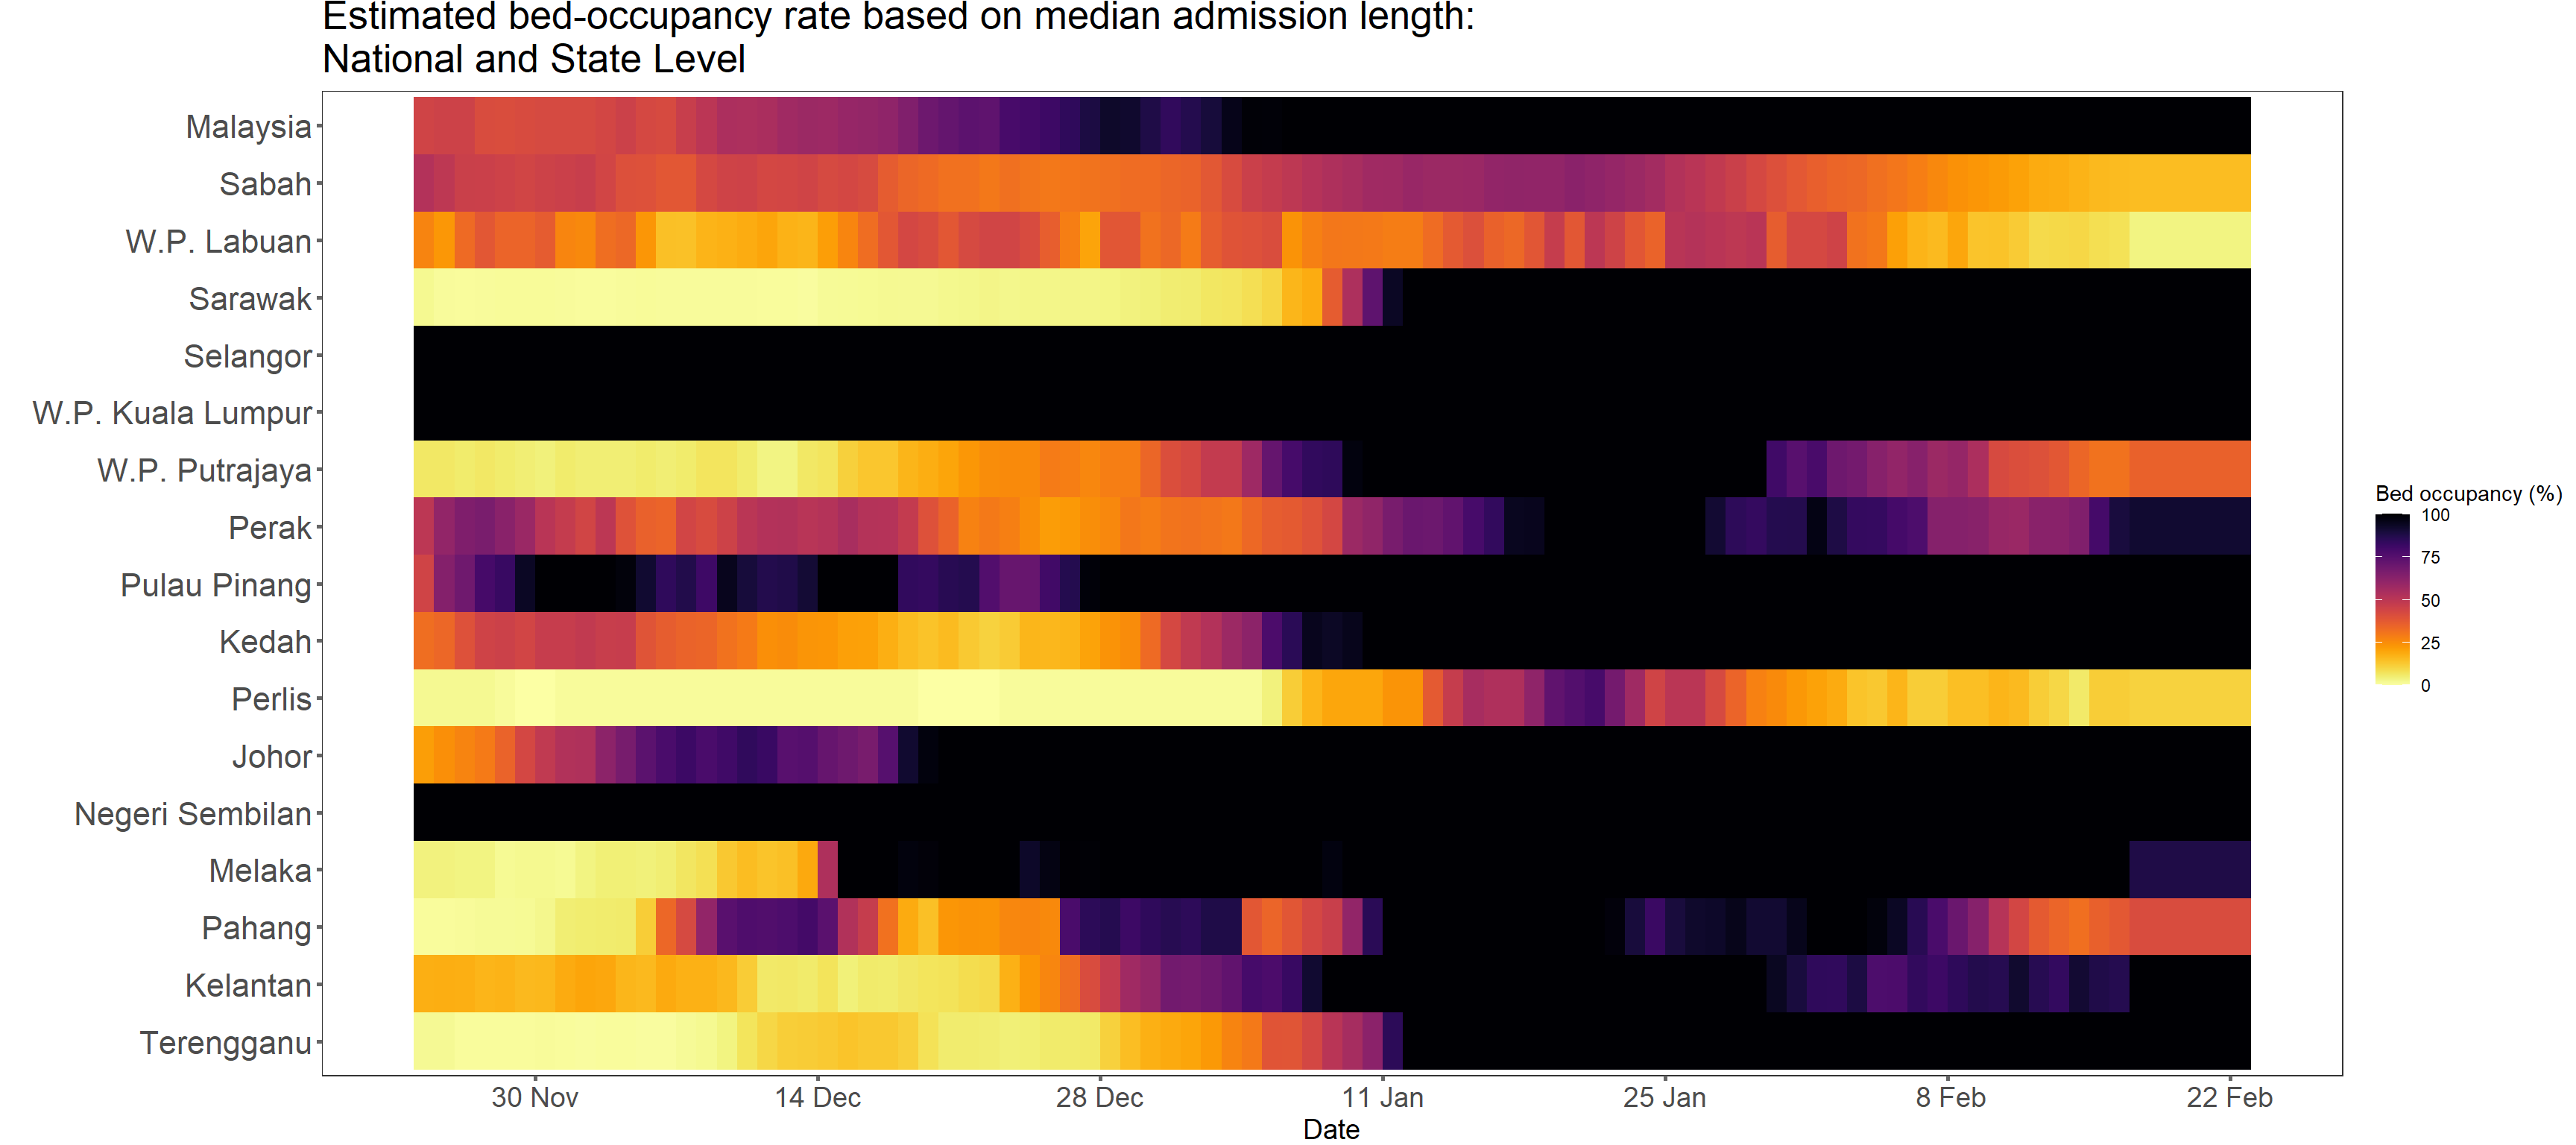 Estimated bed-occupancy rate based on median admission length:
National and State Level
Malaysia
Sabah
W.P. Labuan
Sarawak
Selangor
W.P. Kuala Lumpur
W.P. Putrajaya
Perak
Pulau Pinang
Kedah
Perlis
Johor
Negeri Sembilan
Melaka
Pahang
Kelantan
Terengganu
30 Nov
14 Dec
28 Dec
11 Jan
25 Jan
8 Feb
22 Feb
Date
Bed occupancy (%)
100
75
50
25
0